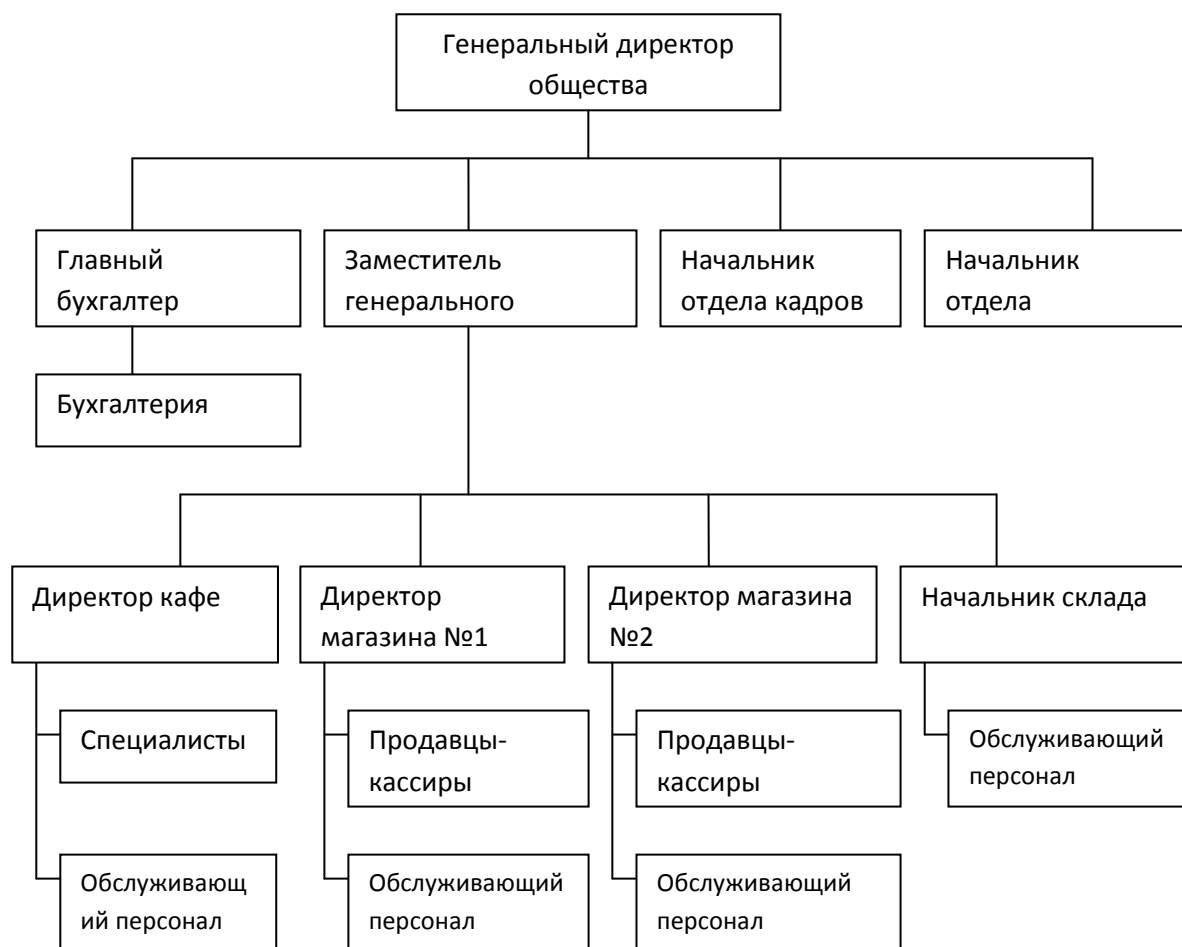 Генеральный директор
общества
Главный
бухгалтер
Заместитель
генерального
Начальник
отдела кадров
Начальник
отдела
Бухгалтерия
Директор кафе
Директор
магазина №1
Директор магазина
№2
Начальник склада
Специалисты
Продавцы-
кассиры
Продавцы-
кассиры
Обслуживающий
персонал
Обслуживающ
ий персонал
Обслуживающий
персонал
Обслуживающий
персонал